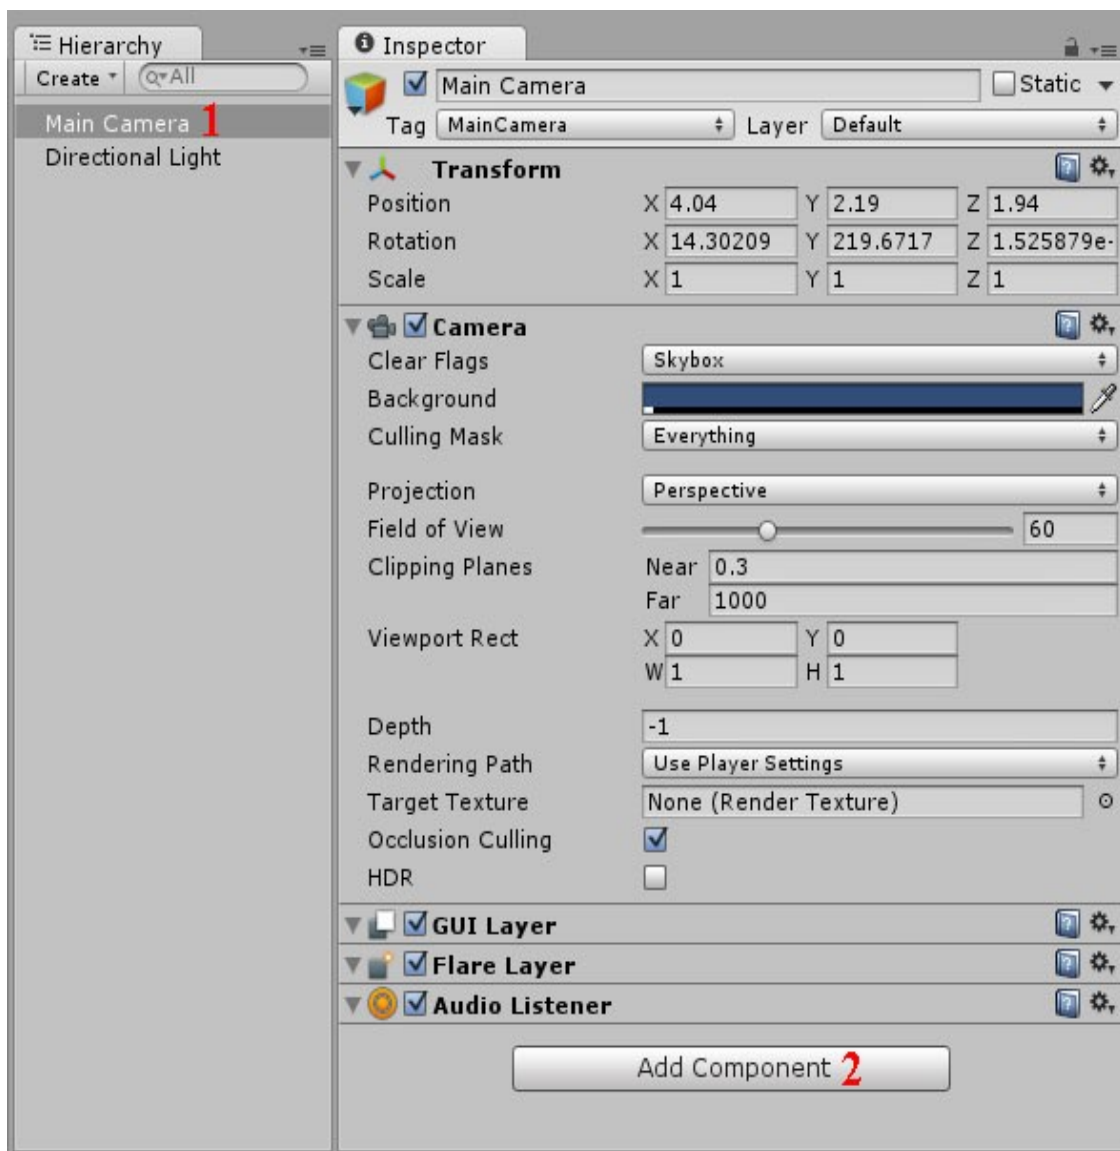 Hierarchy
Create
All
Main Camera 1
Directional Light
Inspector
Main Camera
Static
Tag MainCamera Layer Default
Transform
Position X 4.04 Y 2.19 Z 1.94
Rotation X 14.30209 Y 219.6717 Z 1.525879e-
Scale X 1 Y 1 Z 1
Camera
Clear Flags Skybox
Background
Culling Mask Everything
Projection Perspective
Field of View 60
Clipping Planes Near 0.3
Far 1000
Viewport Rect X 0 Y 0
W 1 H 1
Depth -1
Rendering Path Use Player Settings
Target Texture None (Render Texture)
Occlusion Culling
HDR
GUI Layer
Flare Layer
Audio Listener
Add Component 2